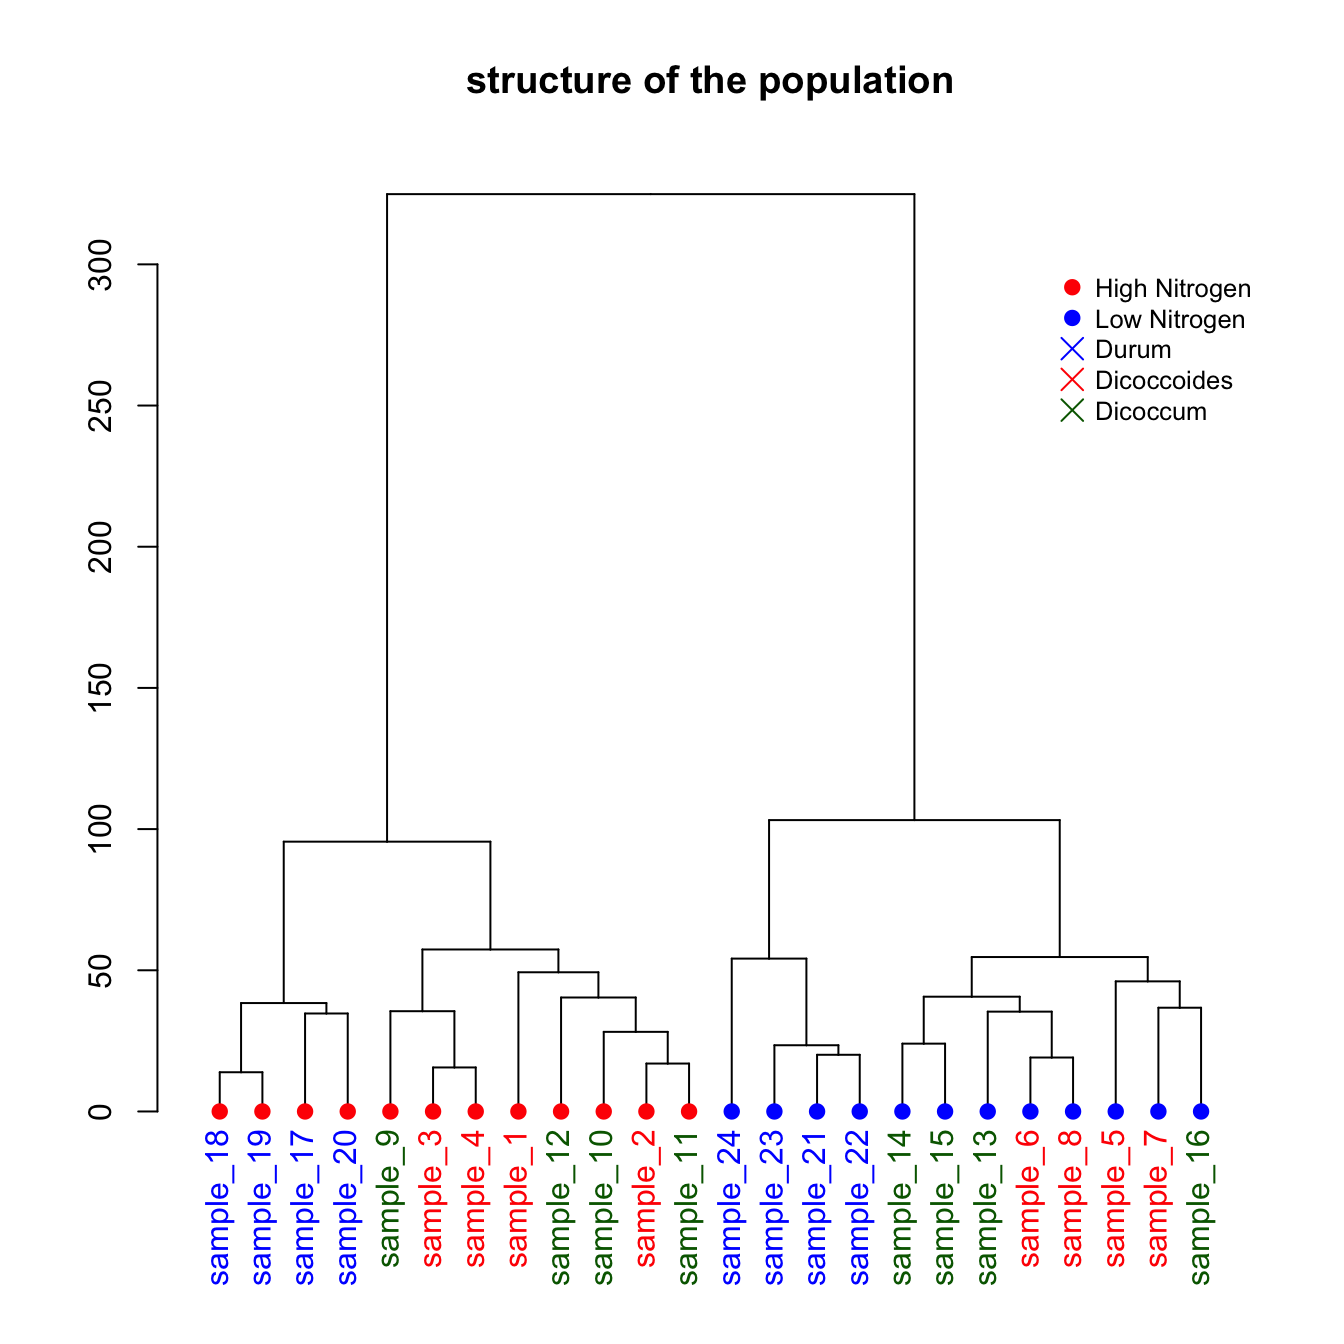 structure of the population
300
250
200
150
100
50
0
High Nitrogen
Low Nitrogen
Durum
Dicoccoides
Dicoccum
sample_18
sample_19
sample_17
sample_20
sample_9
sample_3
sample_4
sample_1
sample_12
sample_10
sample_2
sample_11
sample_24
sample_23
sample_21
sample_22
sample_14
sample_15
sample_13
sample_6
sample_8
sample_5
sample_7
sample_16